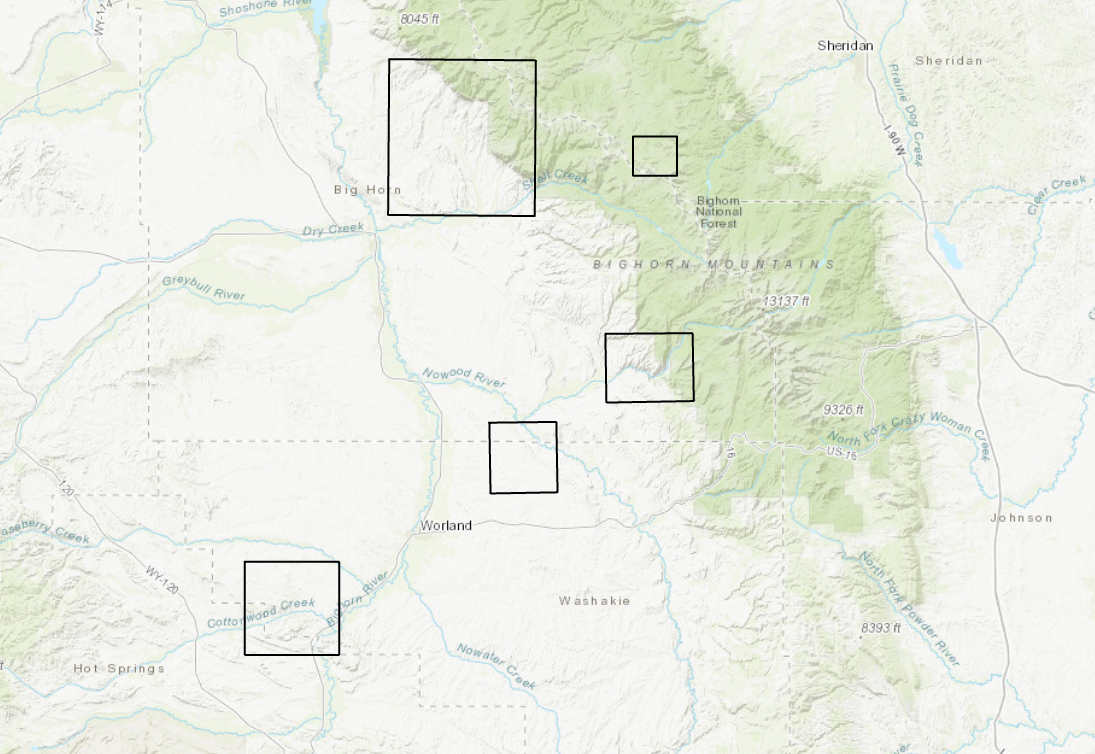 Shoshone River
8045 ft
WY-114
Sheridan
Sheridan
Prairie Dog Creek
I-90 W
Big Horn
Shell Creek
Clear Creek
Bighorn
National
Forest
Dry Creek
BIGHORN MOUNTAINS
Greybull River
13137 ft
Nowood River
9326 ft
North Fork Crazy Woman Creek
US-16
16
120
Worland
Johnson
WY-120
Cottonwood Creek
Bighorn River
Washakie
North Fork Powder River
8393 ft
Hot Springs
Nowater Creek